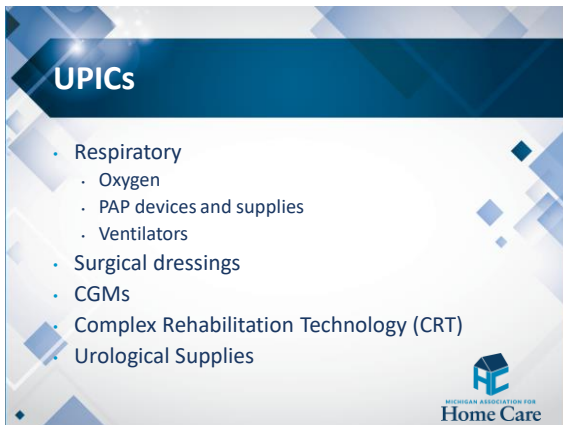 UPICs
• Respiratory
• Oxygen
• PAP devices and supplies
• Ventilators
• Surgical dressings
• CGMs
• Complex Rehabilitation Technology (CRT)
• Urological Supplies
HC
MICHIGAN ASSOCIATION FOR
Home Care